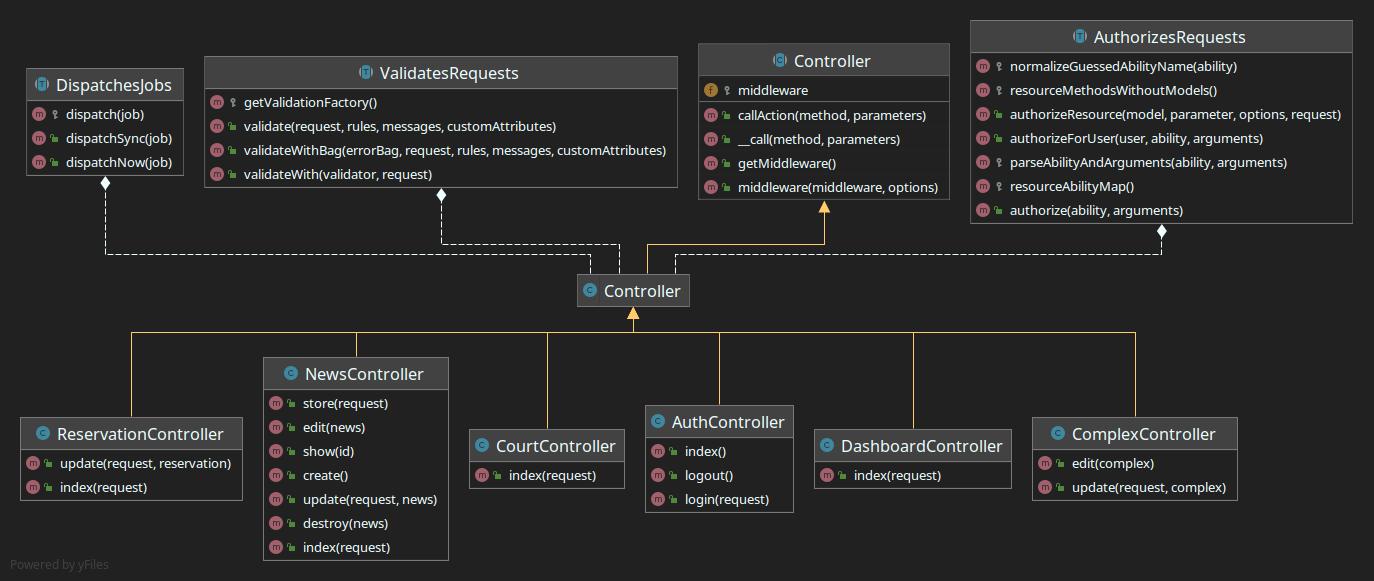 DispatchesJobs
dispatch(job)
dispatchSync(job)
dispatchNow(job)
ValidatesRequests
getValidationFactory()
validate(request, rules, messages, customAttributes)
validateWithBag(errorBag, request, rules, messages, customAttributes)
validateWith(validator, request)
Controller
middleware
callAction(method, parameters)
__call(method, parameters)
getMiddleware()
middleware(middleware, options)
AuthorizesRequests
normalizeGuessedAbilityName(ability)
resourceMethodsWithoutModels()
authorizeResource(model, parameter, options, request)
authorizeForUser(user, ability, arguments)
parseAbilityAndArguments(ability, arguments)
resourceAbilityMap()
authorize(ability, arguments)
Controller
ReservationController
update(request, reservation)
index(request)
NewsController
store(request)
edit(news)
show(id)
create()
update(request, news)
destroy(news)
index(request)
CourtController
index(request)
AuthController
index()
logout()
login(request)
DashboardController
index(request)
ComplexController
edit(complex)
update(request, complex)
Powered by yFiles